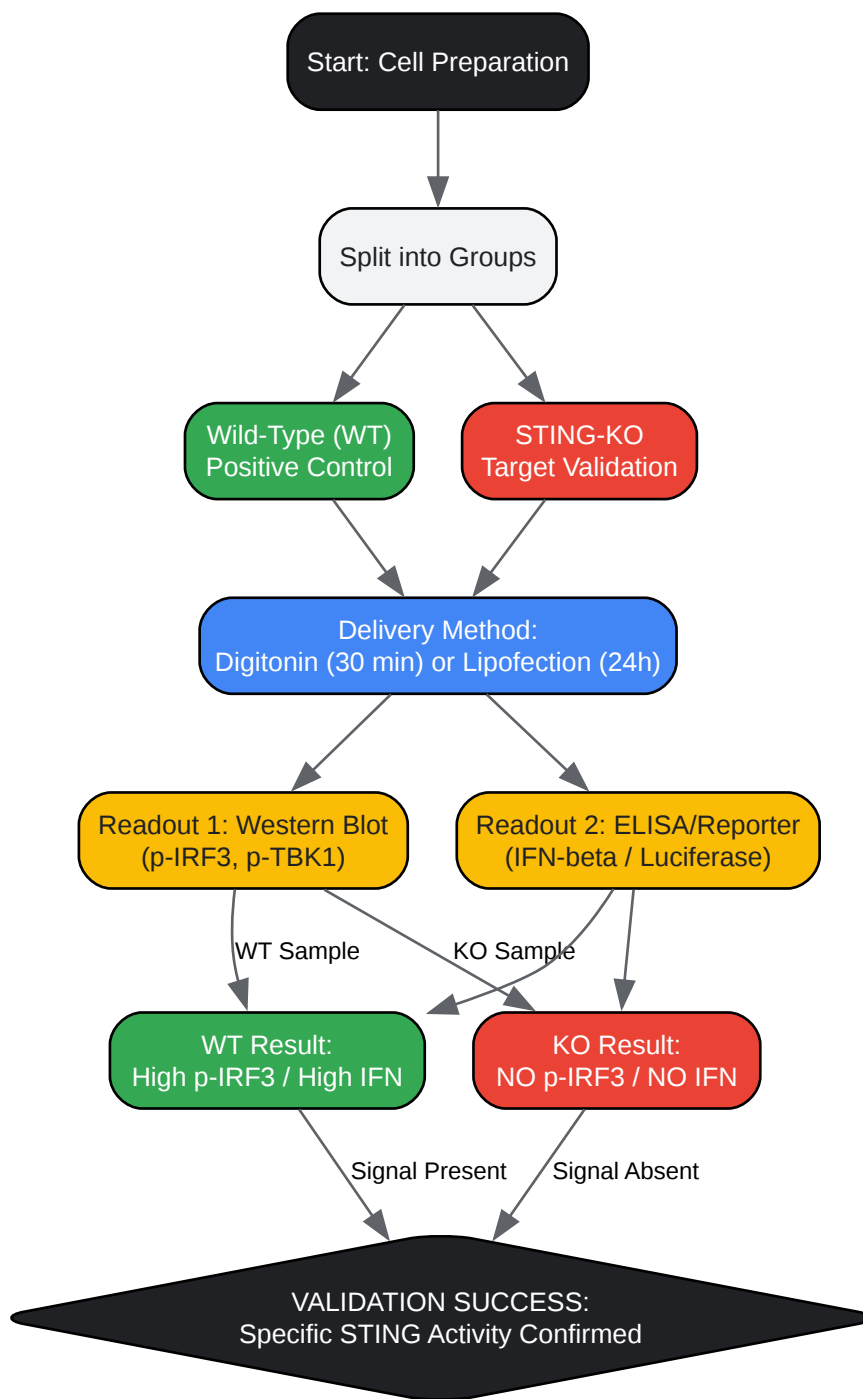 Start: Cell Preparation
Split into Groups
Wild-Type (WT)
Positive Control
STING-KO
Target Validation
Delivery Method:
Digitonin (30 min) or Lipofection (24h)
Readout 1: Western Blot
(p-IRF3, p-TBK1)
Readout 2: ELISA/Reporter
(IFN-beta / Luciferase)
WT Sample
KO Sample
WT Result:
High p-IRF3 / High IFN
KO Result:
NO p-IRF3 / NO IFN
Signal Present
Signal Absent
VALIDATION SUCCESS:
Specific STING Activity Confirmed